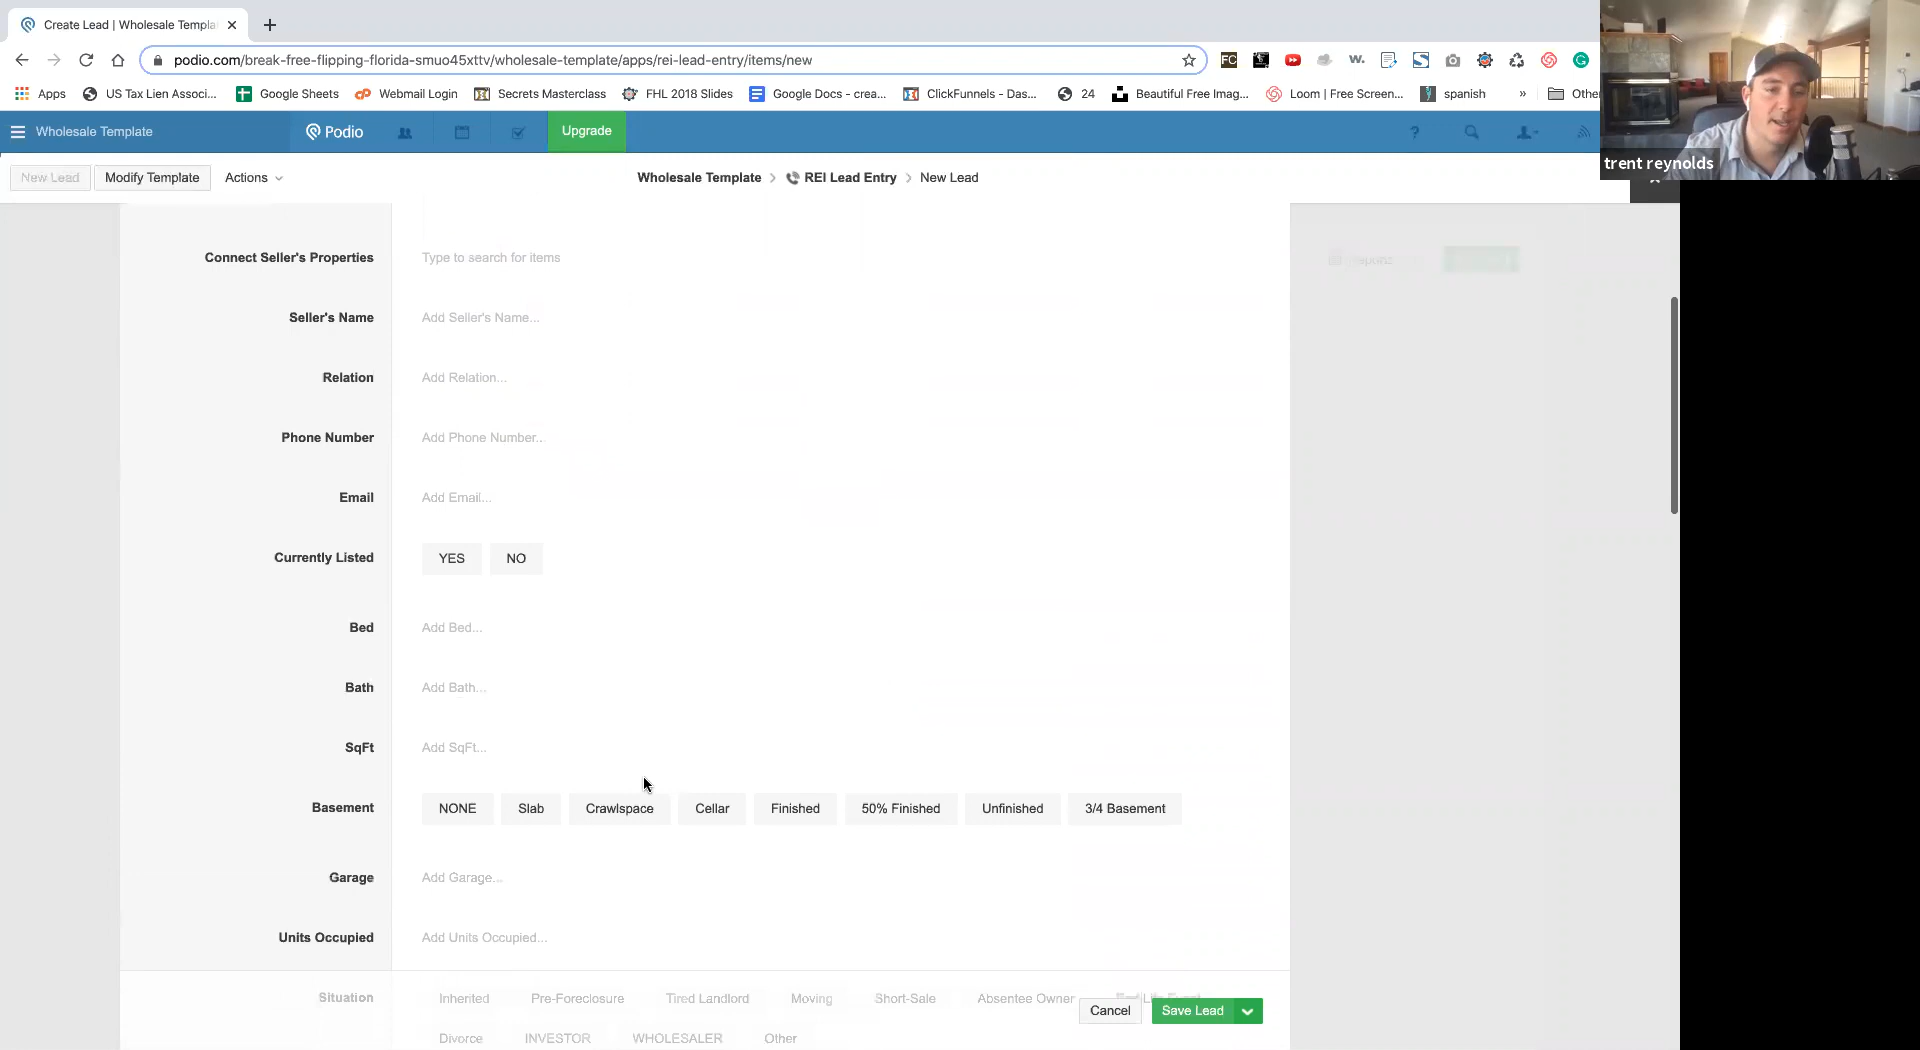 Create Lead | Wholesale Templa
podio.com/break-free-flipping-florida-smuo45xttv/wholesale-template/apps/rei-lead-entry/items/new
Apps US Tax Lien Associ... Google Sheets Webmail Login Secrets Masterclass FHL 2018 Slides Google Docs - crea... ClickFunnels - Das... 24 Beautiful Free Imag... Loom | Free Screen... spanish » Other
Wholesale Template Podio Upgrade ?
trent reynolds
New Lead Modify Template Actions Wholesale Template > REI Lead Entry > New Lead
Connect Seller's Properties Type to search for items
Seller's Name Add Seller's Name...
Relation Add Relation...
Phone Number Add Phone Number...
Email Add Email...
Currently Listed YES NO
Bed Add Bed...
Bath Add Bath...
SqFt Add SqFt...
Basement NONE Slab Crawlspace Cellar Finished 50% Finished Unfinished 3/4 Basement
Garage Add Garage...
Units Occupied Add Units Occupied...
Situation Inherited Pre-Foreclosure Tired Landlord Moving Short-Sale Absentee Owner
Cancel Save Lead
Divorce INVESTOR WHOLESALER Other